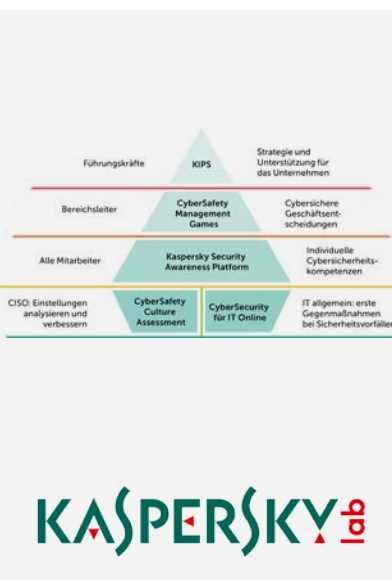 Führungskräfte
KIPS
Strategie und
Unterstützung für
das Unternehmen
Bereichsleiter
CyberSafety
Management
Games
Cybersichere
Geschäftsent-
scheidungen
Alle Mitarbeiter
Kaspersky Security
Awareness Platform
Individuelle
Cybersicherheits-
kompetenzen
CISO: Einstellungen
analysieren und
verbessern
CyberSafety
Culture
Assessment
CyberSecurity
für IT Online
IT allgemein: erste
Gegenmaßnahmen
bei Sicherheitsvorfällen
KASPERSKY lab